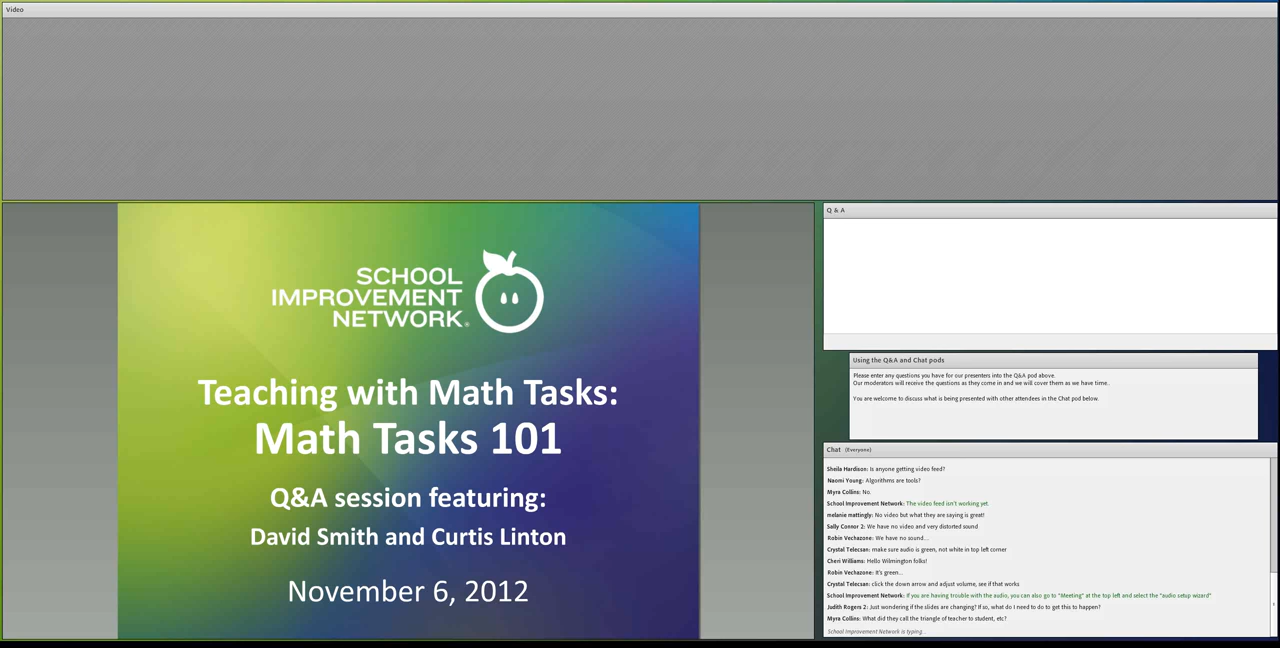 Video
SCHOOL
IMPROVEMENT
NETWORK®
Teaching with Math Tasks:
Math Tasks 101
Q&A session featuring:
David Smith and Curtis Linton
November 6, 2012
Q & A
Using the Q&A and Chat pods
Please enter any questions you have for our presenters into the Q&A pod above.
Our moderators will receive the questions as they come in and we will cover them as we have time..
You are welcome to discuss what is being presented with other attendees in the Chat pod below.
Chat (Everyone)
Sheila Hardison: Is anyone getting video feed?
Naomi Young: Algorithms are tools?
Myra Collins: No.
School Improvement Network: The video feed isn't working yet
melanie mattingly: No video but what they are saying is great!
Sally Connor 2: We have no video and very distorted sound
Robin Vechazone: We have no sound...
Crystal Telecsan: make sure audio is green, not white in top left corner
Cheri Williams: Hello Wilmington folks!
Robin Vechazone: It's green...
Crystal Telecsan: click the down arrow and adjust volume, see if that works
School Improvement Network: If you are having trouble with the audio, you can also go to "Meeting" at the top left and select the "audio setup wizard"
Judith Rogers 2: Just wondering if the slides are changing? If so, what do I need to do to get this to happen?
Myra Collins: What did they call the triangle of teacher to student, etc?
School Improvement Network is typing...